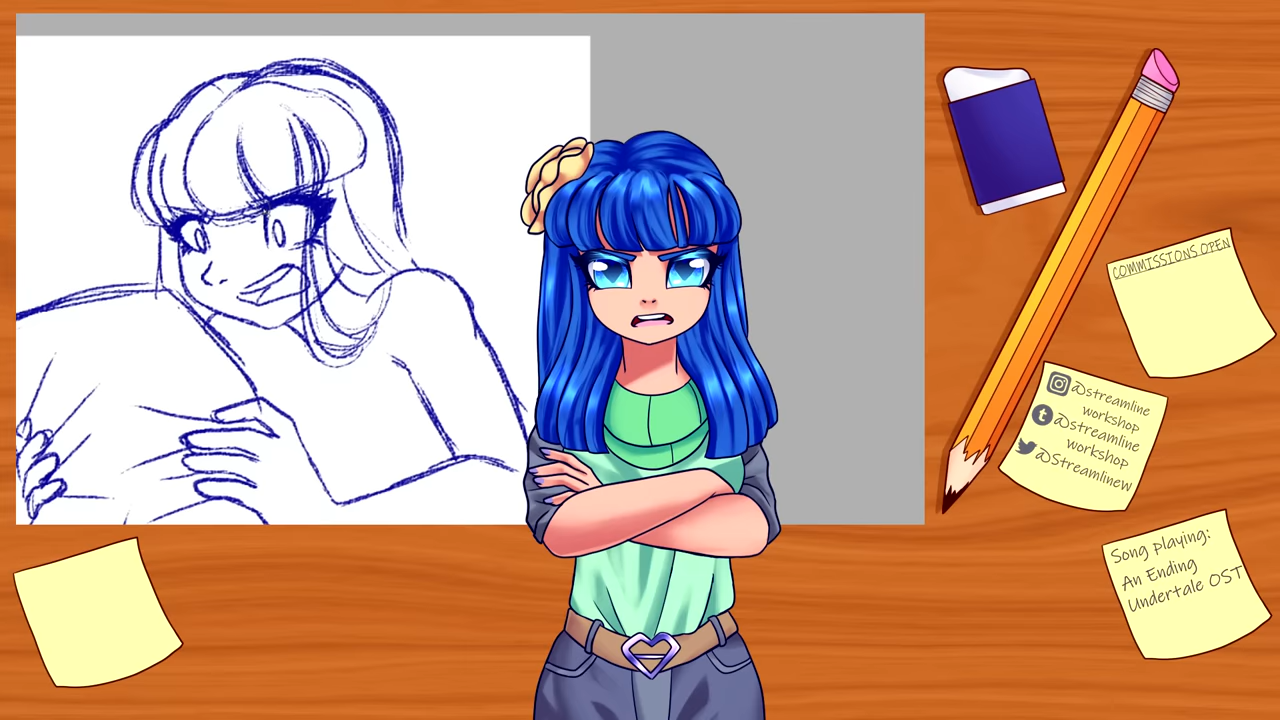 COMMISSIONS OPEN
@streamline
workshop
@streamline
workshop
@Streamlinew
Song playing:
An Ending
Undertale OST